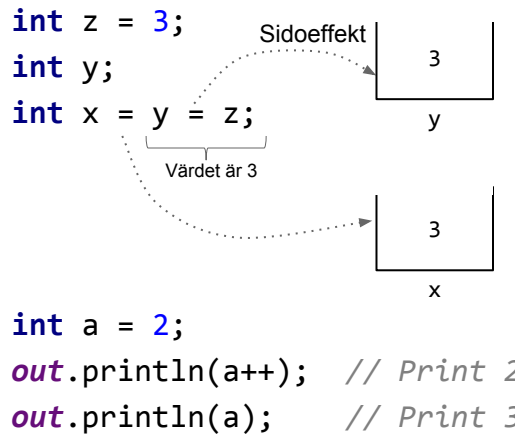 int z = 3;
Sidoeffekt
int y;
3
int x = y = z;
y
Värdet är 3
3
x
int a = 2;
out.println(a++);  // Print 2
out.println(a);    // Print 3